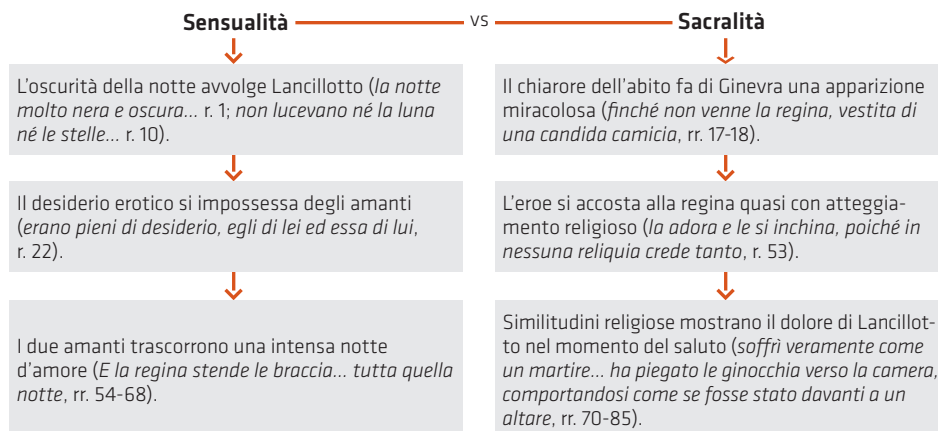 Sensualità VS Sacralità
L'oscurità della notte avvolge Lancillotto (la notte
molto nera e oscura... r. 1; non lucevano né la luna
né le stelle... r. 10).
Il chiarore dell'abito fa di Ginevra una apparizione
miracolosa (finché non venne la regina, vestita di
una candida camicia, rr. 17-18).
Il desiderio erotico si impossessa degli amanti
(erano pieni di desiderio, egli di lei ed essa di lui,
r. 22).
L'eroe si accosta alla regina quasi con atteggia-
mento religioso (la adora e le si inchina, poiché in
nessuna reliquia crede tanto, r. 53).
I due amanti trascorrono una intensa notte
d'amore (E la regina stende le braccia... tutta quella
notte, rr. 54-68).
Similitudini religiose mostrano il dolore di Lancillot-
to nel momento del saluto (soffrì veramente come
un martire... ha piegato le ginocchia verso la camera,
comportandosi come se fosse stato davanti a un
altare, rr. 70-85).